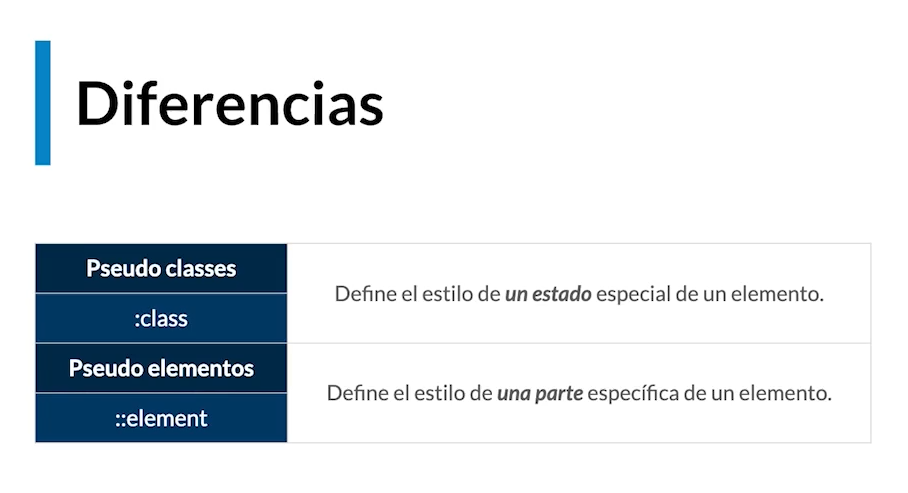 Diferencias
Pseudo classes
:class
Define el estilo de un estado especial de un elemento.
Pseudo elementos
::element
Define el estilo de una parte específica de un elemento.